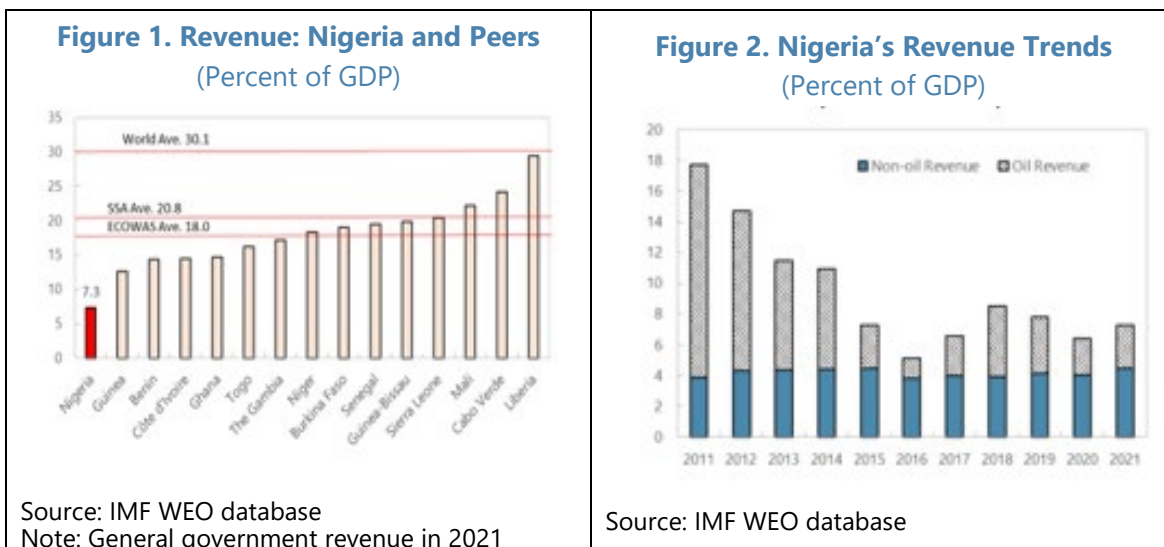 Figure 1. Revenue: Nigeria and Peers
(Percent of GDP)
35
30
25
20
15
10
5
0
World Ave. 30.1
SSA Ave. 20.8
ECOWAS Ave. 18.0
7.3
Nigeria
Guinea
Benin
Côte d'Ivoire
Ghana
Togo
The Gambia
Niger
Burkina Faso
Senegal
Guinea-Bissau
Sierra Leone
Mali
Cabo Verde
Liberia
Source: IMF WEO database
Note: General government revenue in 2021
Figure 2. Nigeria's Revenue Trends
(Percent of GDP)
20
18
16
14
12
10
8
6
4
2
0
Non-oil Revenue Oil Revenue
2011 2012 2013 2014 2015 2016 2017 2018 2019 2020 2021
Source: IMF WEO database